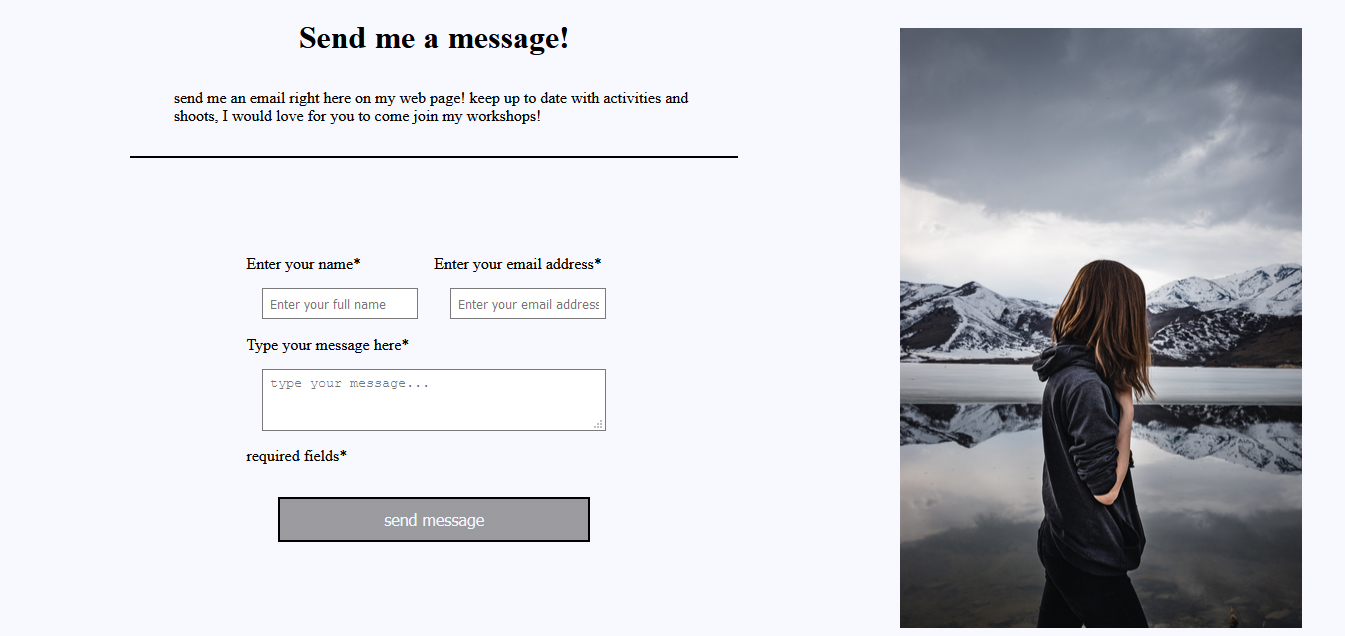 Send me a message!
send me an email right here on my web page! keep up to date with activities and
shoots, I would love for you to come join my workshops!
Enter your name* Enter your email address*
Enter your full name Enter your email address
Type your message here*
type your message...
required fields*
send message